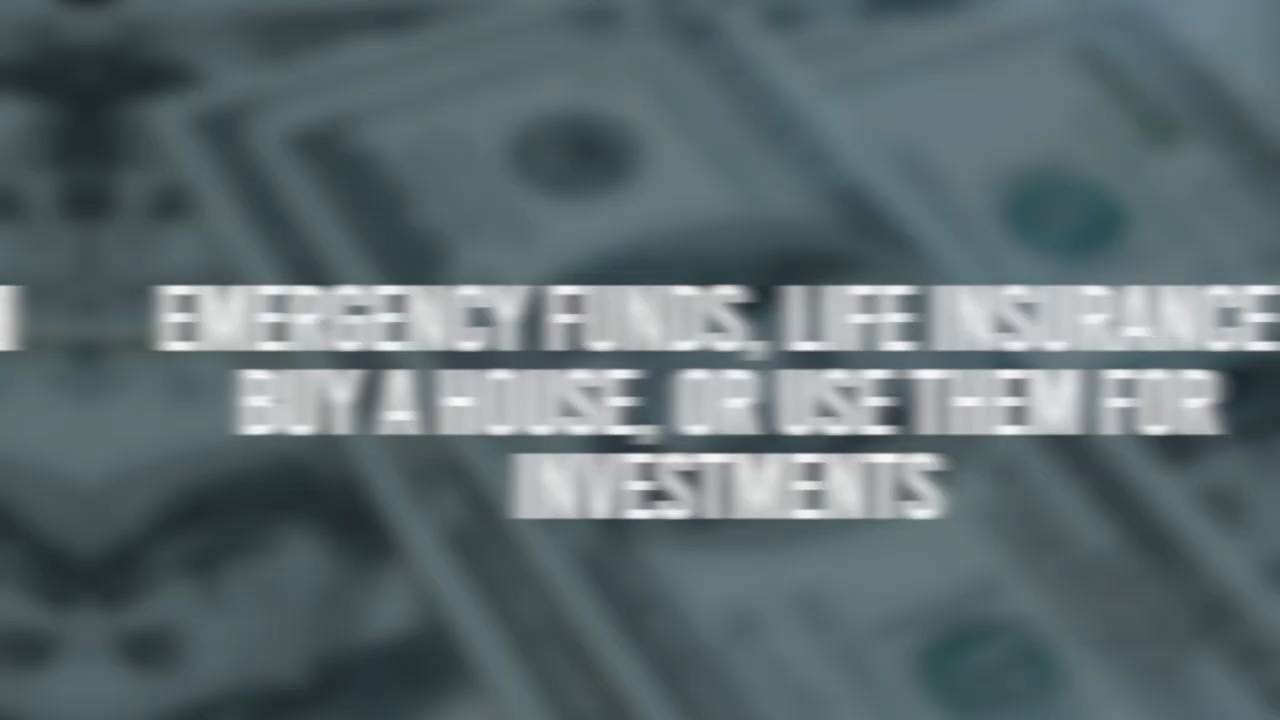 EMERGENCY FUNDS, LIFE INSURANCE
BUY A HOUSE, OR USE THEM FOR
INVESTMENTS